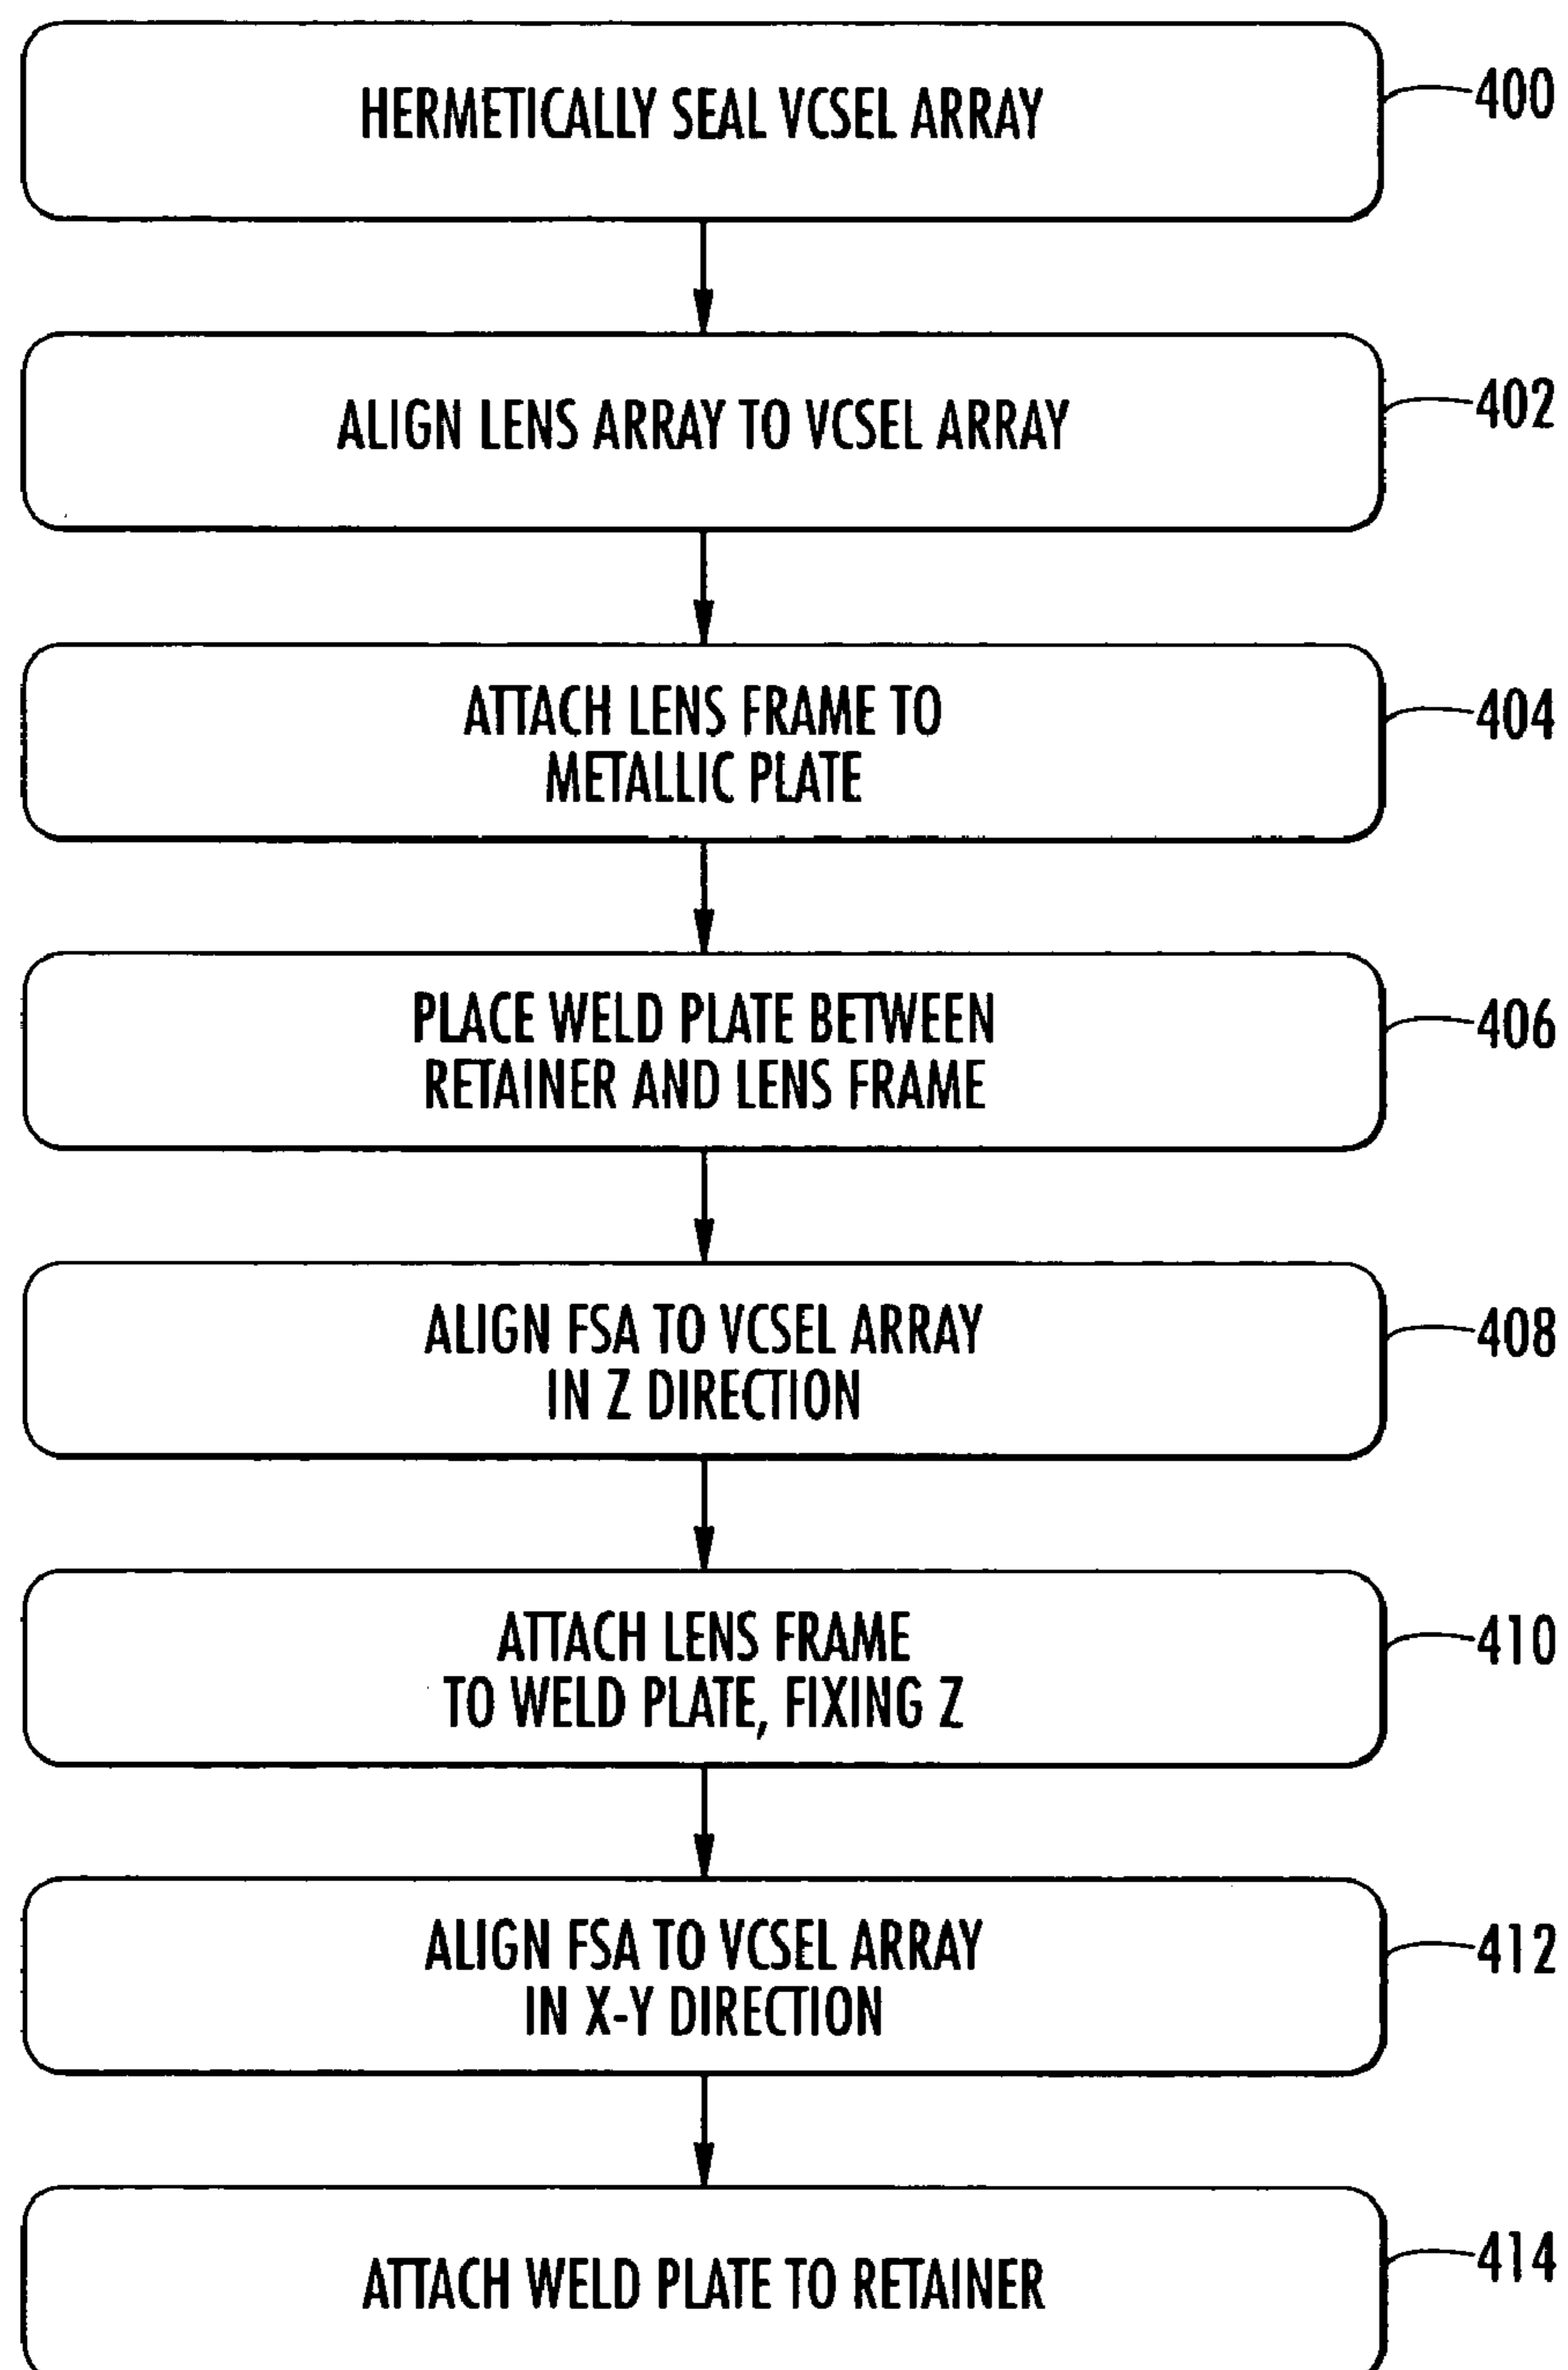 HERMETICALLY SEAL VCSEL ARRAY
400
ALIGN LENS ARRAY TO VCSEL ARRAY
402
ATTACH LENS FRAME TO
METALLIC PLATE
404
PLACE WELD PLATE BETWEEN
RETAINER AND LENS FRAME
406
ALIGN FSA TO VCSEL ARRAY
IN Z DIRECTION
408
ATTACH LENS FRAME
TO WELD PLATE, FIXING Z
410
ALIGN FSA TO VCSEL ARRAY
IN X-Y DIRECTION
412
ATTACH WELD PLATE TO RETAINER
414